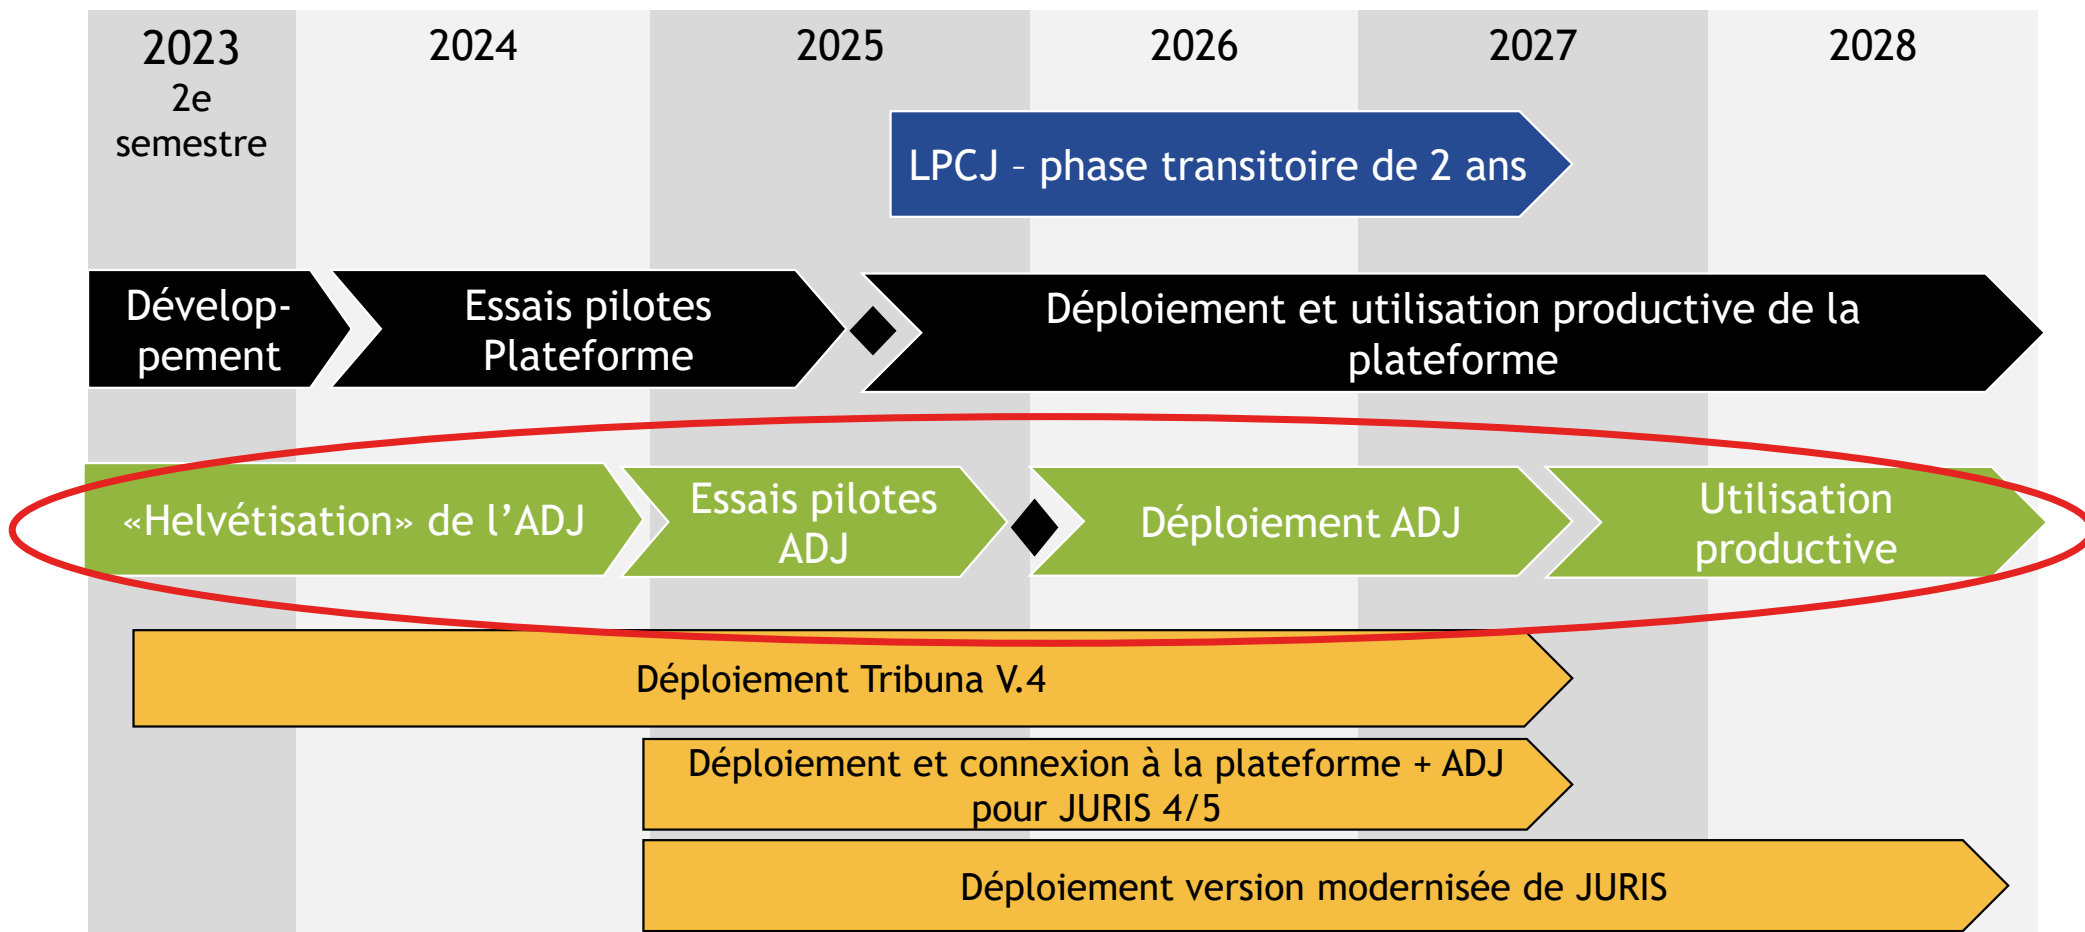 2023
2e
semestre
2024
2025
2026
2027
2028
LPCJ – phase transitoire de 2 ans
Dévelop-
pement
Essais pilotes
Plateforme
Déploiement et utilisation productive de la
plateforme
«Helvétisation» de l’ADJ
Essais pilotes
ADJ
Déploiement ADJ
Utilisation
productive
Déploiement Tribuna V.4
Déploiement et connexion à la plateforme + ADJ
pour JURIS 4/5
Déploiement version modernisée de JURIS